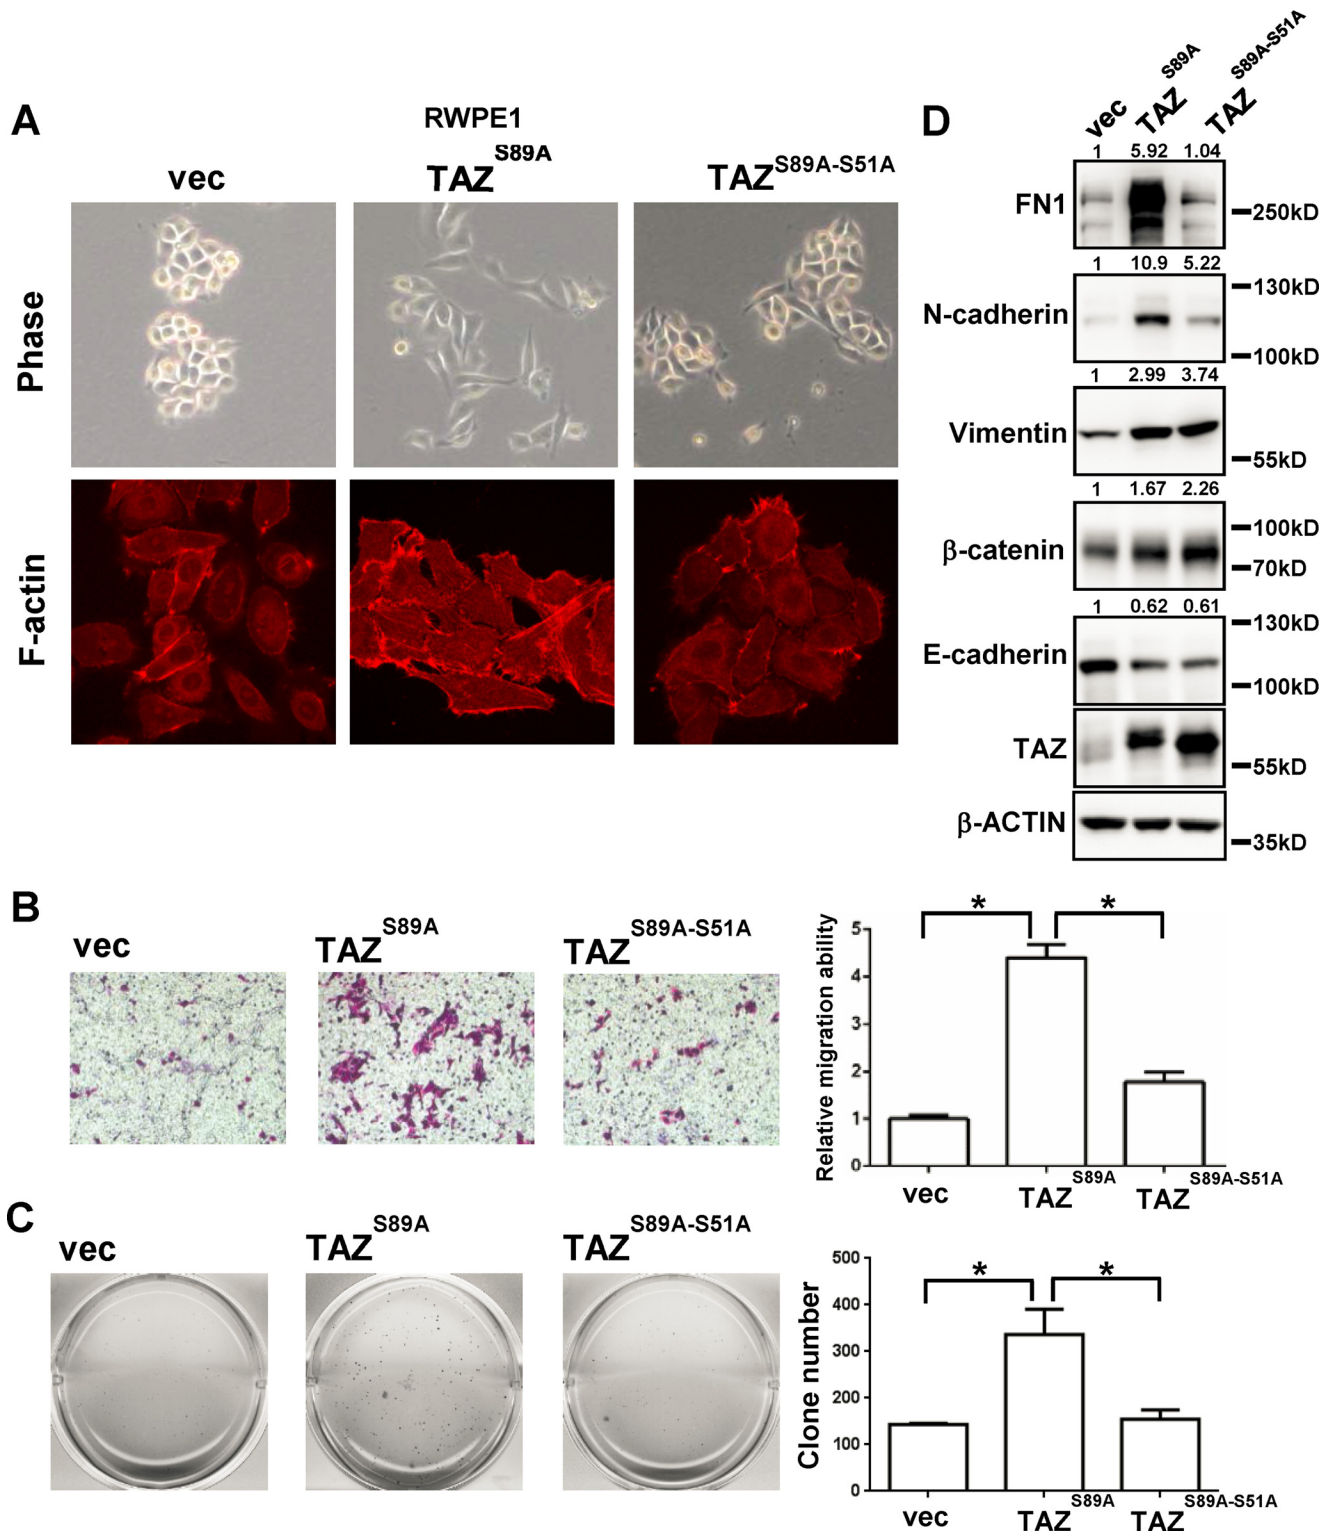 A
RWPE1
vec
TAZ S89A
TAZ S89A-S51A
Phase
F-actin
D
vec
TAZ S89A
TAZ S89A-S51A
1 5.92 1.04
FN1
250kD
1 10.9 5.22
130kD
N-cadherin
100kD
1 2.99 3.74
Vimentin
55kD
1 1.67 2.26
100kD
β-catenin
70kD
1 0.62 0.61
130kD
E-cadherin
100kD
TAZ
55kD
β-ACTIN
35kD
B
vec
TAZ S89A
TAZ S89A-S51A
Relative migration ability
5
4
3
2
1
0
* *
vec
TAZ S89A
TAZ S89A-S51A
C
vec
TAZ S89A
TAZ S89A-S51A
Clone number
500
400
300
200
100
0
* *
vec
TAZ S89A
TAZ S89A-S51A